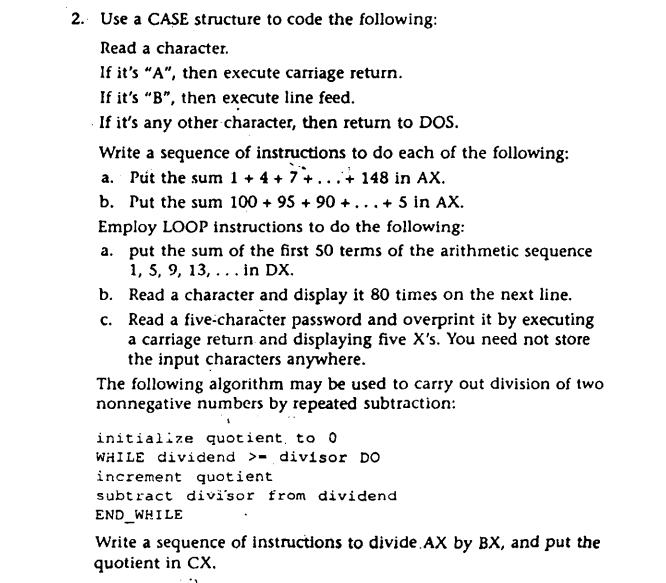 2. Use a CASE structure to code the following:
Read a character.
If it's "A", then execute carriage return.
If it's "B", then execute line feed.
If it's any other character, then return to DOS.
Write a sequence of instructions to do each of the following:
a. Put the sum 1 + 4 + 7 + . . . + 148 in AX.
b. Put the sum 100 + 95 + 90 + . . . + 5 in AX.
Employ LOOP instructions to do the following:
a. put the sum of the first 50 terms of the arithmetic sequence
1, 5, 9, 13, . . . in DX.
b. Read a character and display it 80 times on the next line.
c. Read a five-character password and overprint it by executing
a carriage return and displaying five X's. You need not store
the input characters anywhere.
The following algorithm may be used to carry out division of two
nonnegative numbers by repeated subtraction:
initialize quotient to 0
WHILE dividend >= divisor DO
increment quotient
subtract divisor from dividend
END_WHILE
Write a sequence of instructions to divide AX by BX, and put the
quotient in CX.